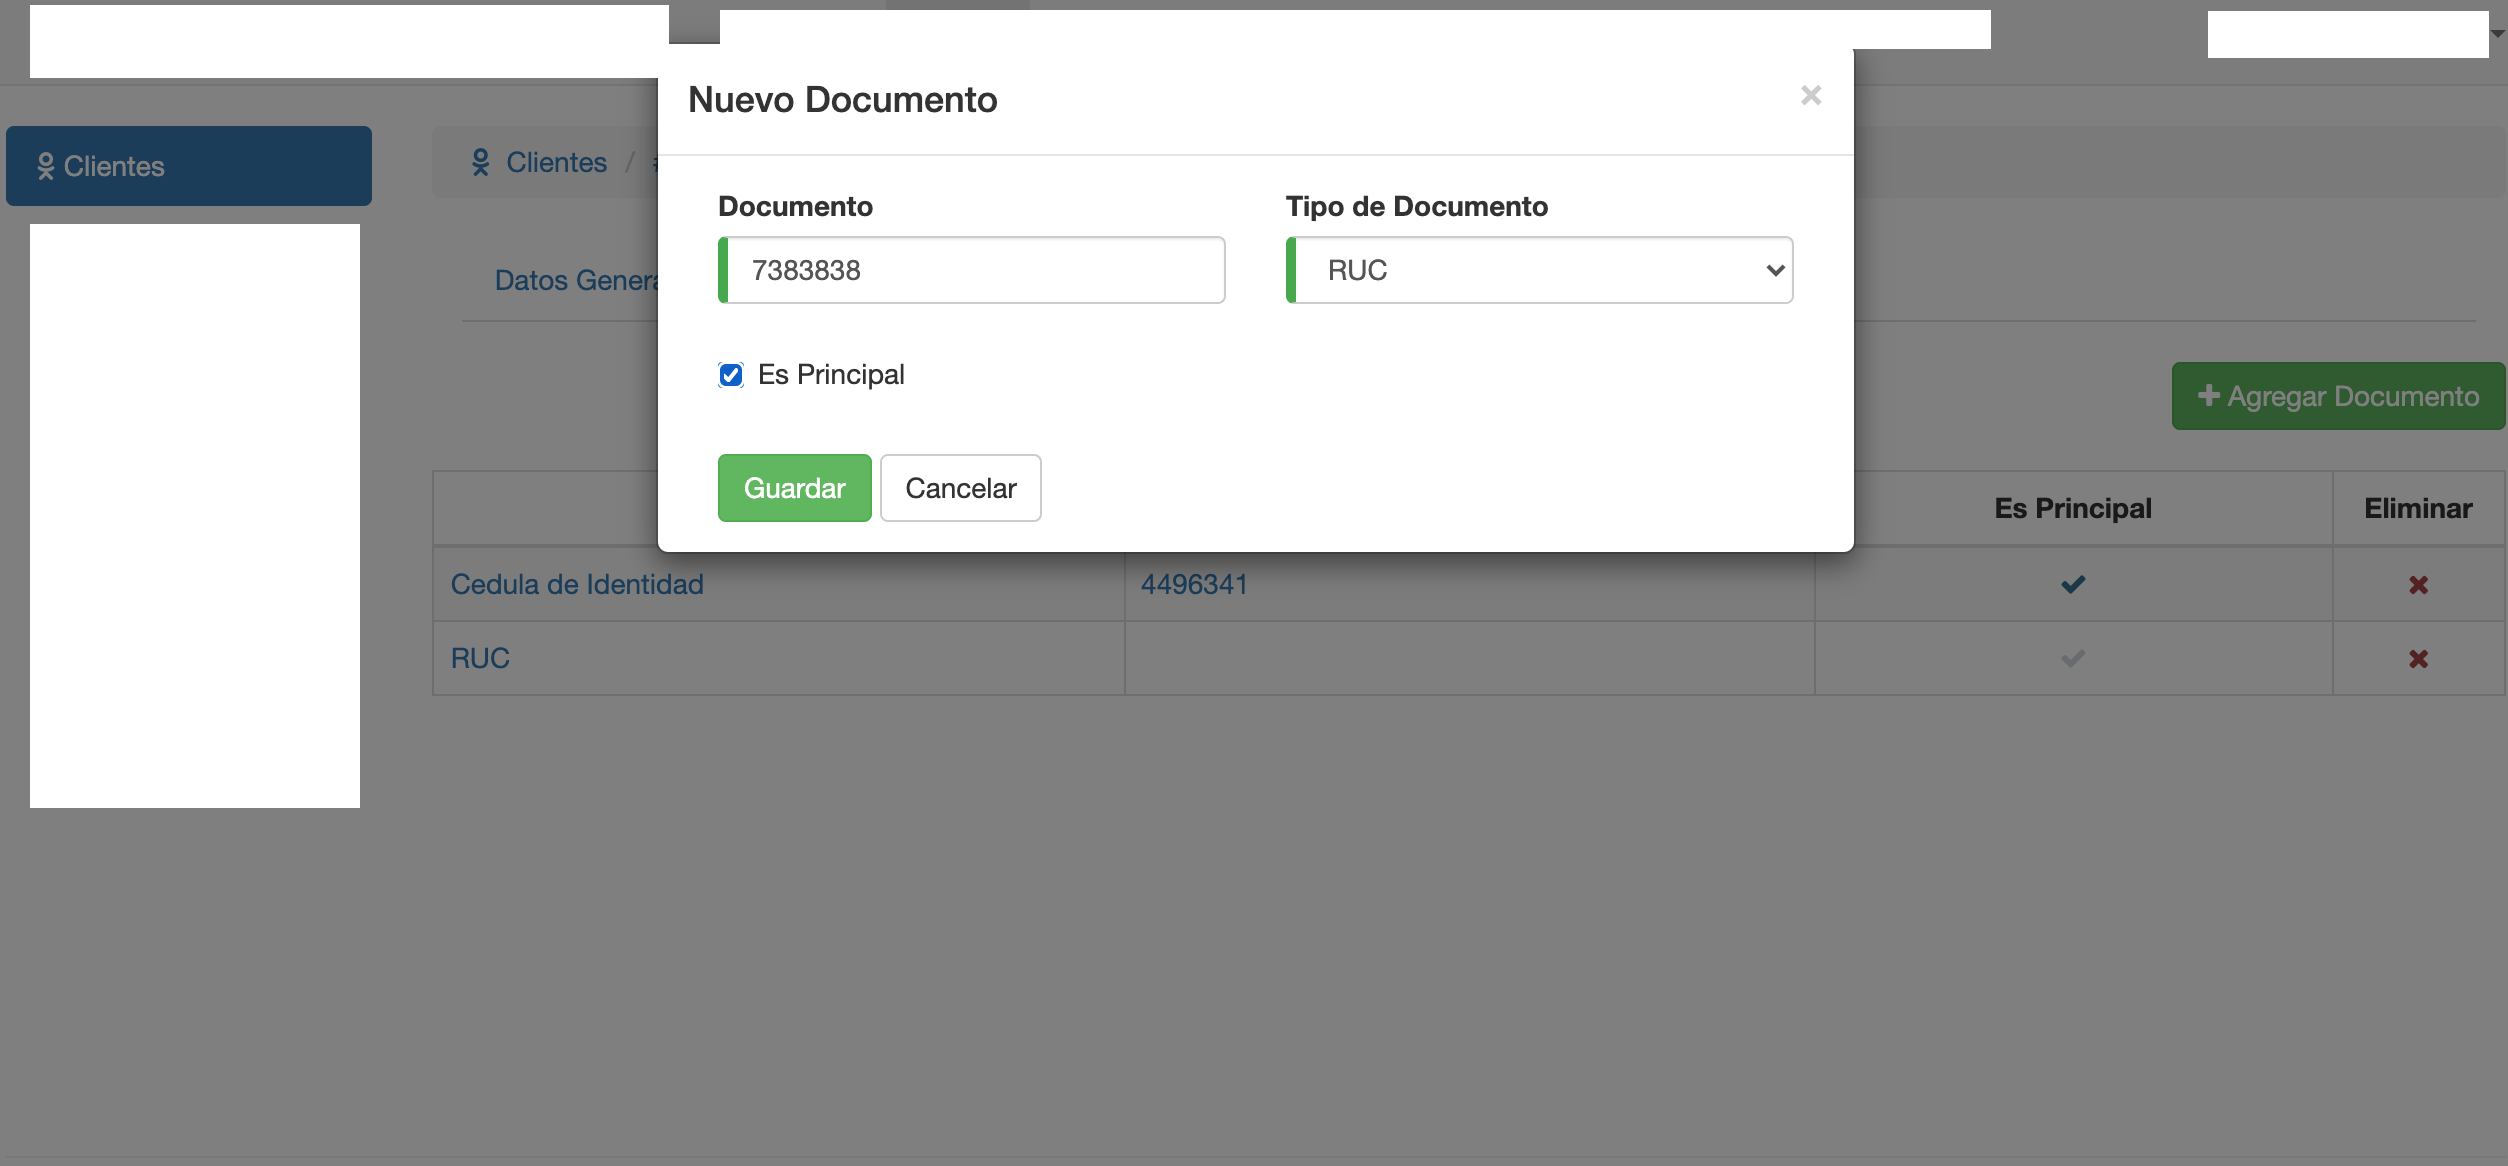 Nuevo Documento
×
Clientes
Clientes /
Datos Genera
Documento
Tipo de Documento
7383838
RUC
Es Principal
Agregar Documento
Guardar
Cancelar
Es Principal
Eliminar
Cedula de Identidad
4496341
RUC